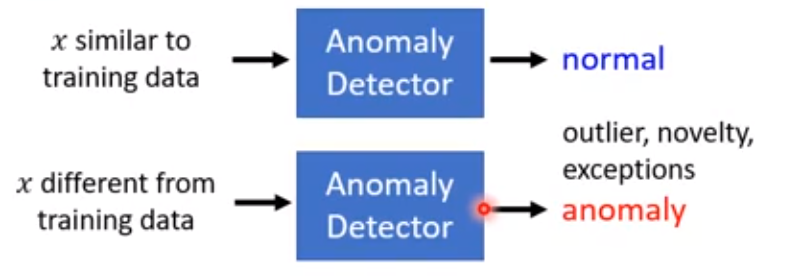 x similar to
training data
Anomaly
Detector
normal
outlier, novelty,
exceptions
x different from
training data
Anomaly
Detector
anomaly